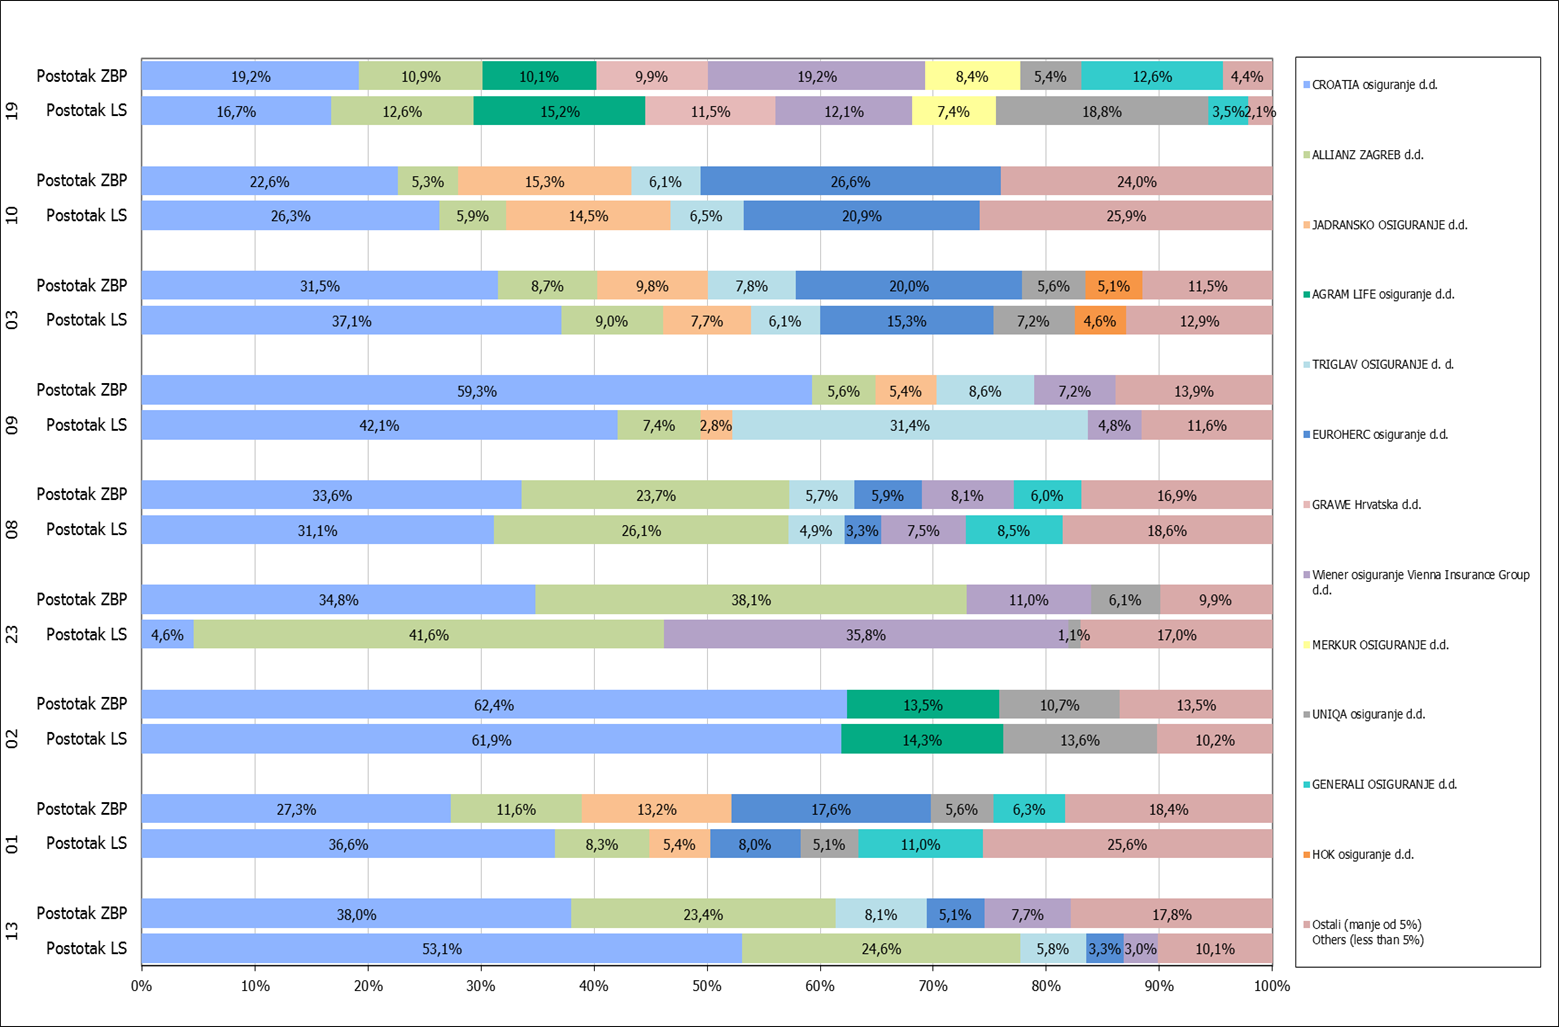 19
Postotak ZBP 19,2% 10,9% 10,1% 9,9% 19,2% 8,4% 5,4% 12,6% 4,4%
Postotak LS 16,7% 12,6% 15,2% 11,5% 12,1% 7,4% 18,8% 3,5% 2,1%
10
Postotak ZBP 22,6% 5,3% 15,3% 6,1% 26,6% 24,0%
Postotak LS 26,3% 5,9% 14,5% 6,5% 20,9% 25,9%
03
Postotak ZBP 31,5% 8,7% 9,8% 7,8% 20,0% 5,6% 5,1% 11,5%
Postotak LS 37,1% 9,0% 7,7% 6,1% 15,3% 7,2% 4,6% 12,9%
09
Postotak ZBP 59,3% 5,6% 5,4% 8,6% 7,2% 13,9%
Postotak LS 42,1% 7,4% 2,8% 31,4% 4,8% 11,6%
08
Postotak ZBP 33,6% 23,7% 5,7% 5,9% 8,1% 6,0% 16,9%
Postotak LS 31,1% 26,1% 4,9% 3,3% 7,5% 8,5% 18,6%
23
Postotak ZBP 34,8% 38,1% 11,0% 6,1% 9,9%
Postotak LS 4,6% 41,6% 35,8% 1,1% 17,0%
02
Postotak ZBP 62,4% 13,5% 10,7% 13,5%
Postotak LS 61,9% 14,3% 13,6% 10,2%
01
Postotak ZBP 27,3% 11,6% 13,2% 17,6% 5,6% 6,3% 18,4%
Postotak LS 36,6% 8,3% 5,4% 8,0% 5,1% 11,0% 25,6%
13
Postotak ZBP 38,0% 23,4% 8,1% 5,1% 7,7% 17,8%
Postotak LS 53,1% 24,6% 5,8% 3,3% 3,0% 10,1%
0% 10% 20% 30% 40% 50% 60% 70% 80% 90% 100%
CROATIA osiguranje d.d.
ALLIANZ ZAGREB d.d.
JADRANSKO OSIGURANJE d.d.
AGRAM LIFE osiguranje d.d.
TRIGLAV OSIGURANJE d. d.
EUROHERC osiguranje d.d.
GRAWE Hrvatska d.d.
Wiener osiguranje Vienna Insurance Group
d.d.
MERKUR OSIGURANJE d.d.
UNIQA osiguranje d.d.
GENERALI OSIGURANJE d.d.
HOK osiguranje d.d.
Ostali (manje od 5%)
Others (less than 5%)